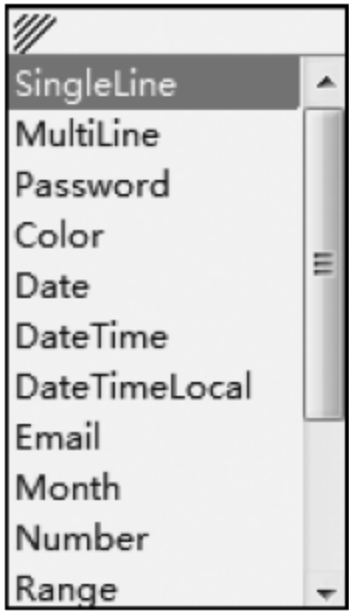 SingleLine
MultiLine
Password
Color
Date
DateTime
DateTimeLocal
Email
Month
Number
Range